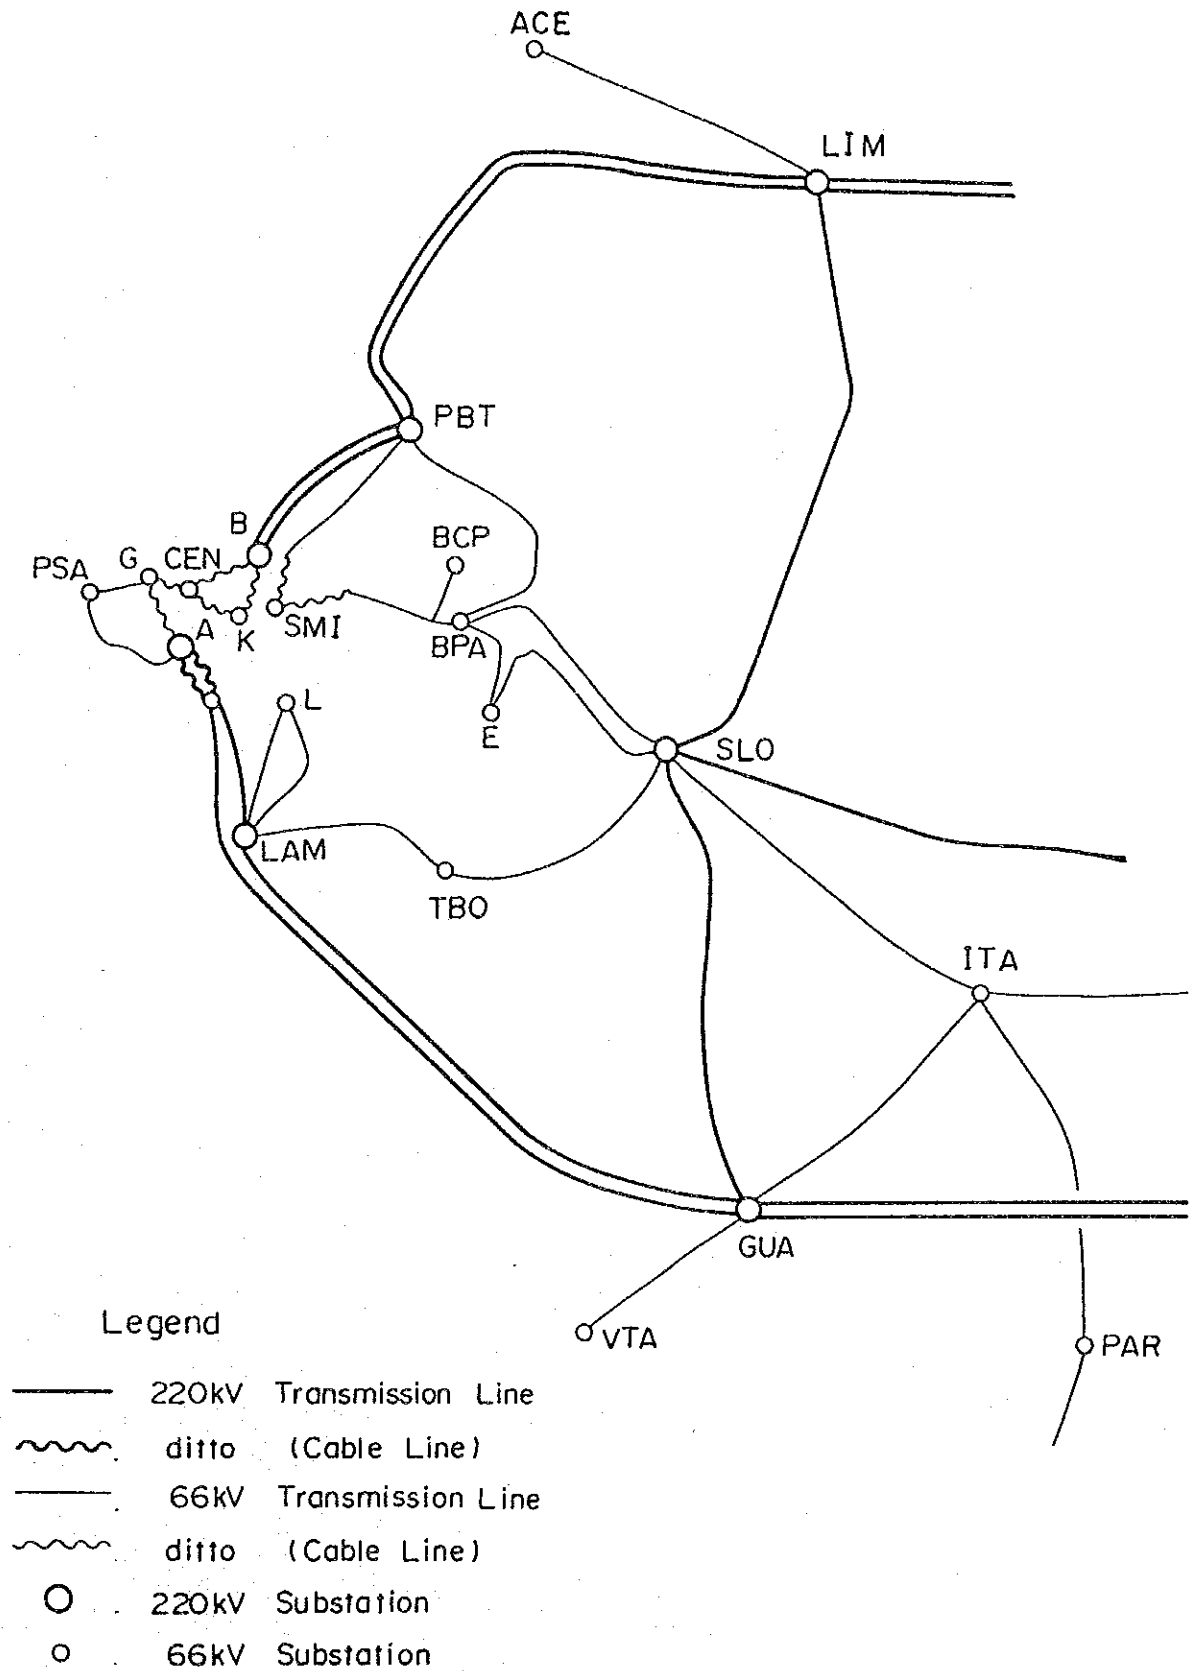 ACE
LIM
PBT
B
BCP
G
CEN
PSA
A
K
SMI
BPA
L
E
SLO
LAM
TBO
ITA
GUA
VTA
PAR
Legend
220kV Transmission Line
ditto (Cable Line)
66kV Transmission Line
ditto (Cable Line)
220kV Substation
66kV Substation